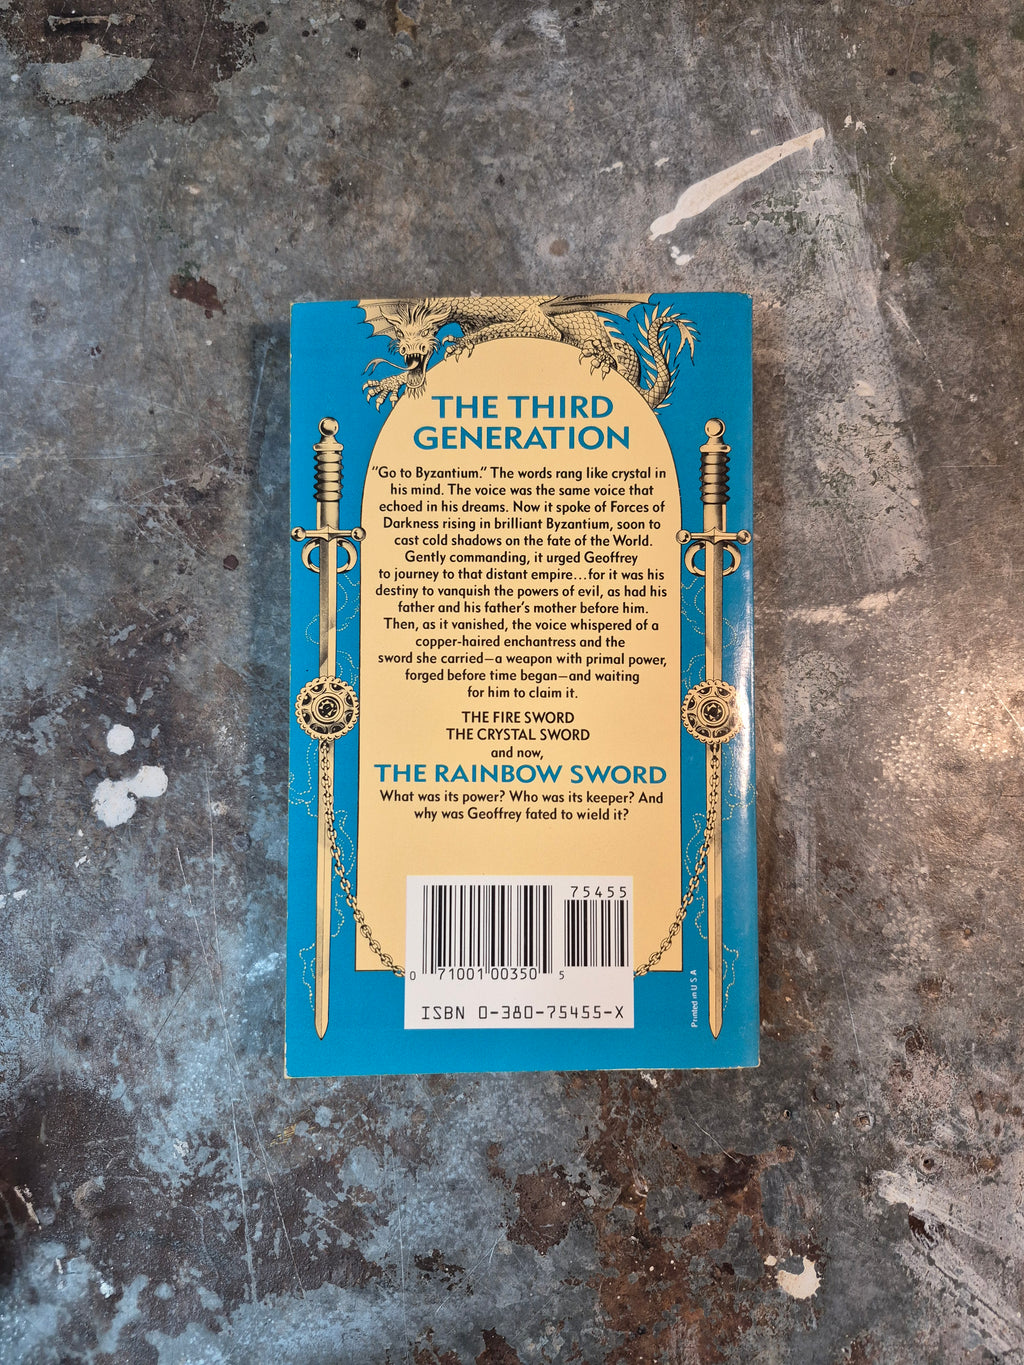 THE THIRD
GENERATION
“Go to Byzantium.” The words rang like crystal in
his mind. The voice was the same voice that
echoed in his dreams. Now it spoke of Forces of
Darkness rising in brilliant Byzantium, soon to
cast cold shadows on the fate of the World.
Gently commanding, it urged Geoffrey
to journey to that distant empire...for it was his
destiny to vanquish the powers of evil, as had his
father and his father's mother before him.
Then, as it vanished, the voice whispered of a
copper-haired enchantress and the
sword she carried—a weapon with primal power,
forged before time began—and waiting
for him to claim it.
THE FIRE SWORD
THE CRYSTAL SWORD
and now,
THE RAINBOW SWORD
What was its power? Who was its keeper? And
why was Geoffrey fated to wield it?
75455
0 71001 00350 5
ISBN 0-380-75455-X
Printed in U S A